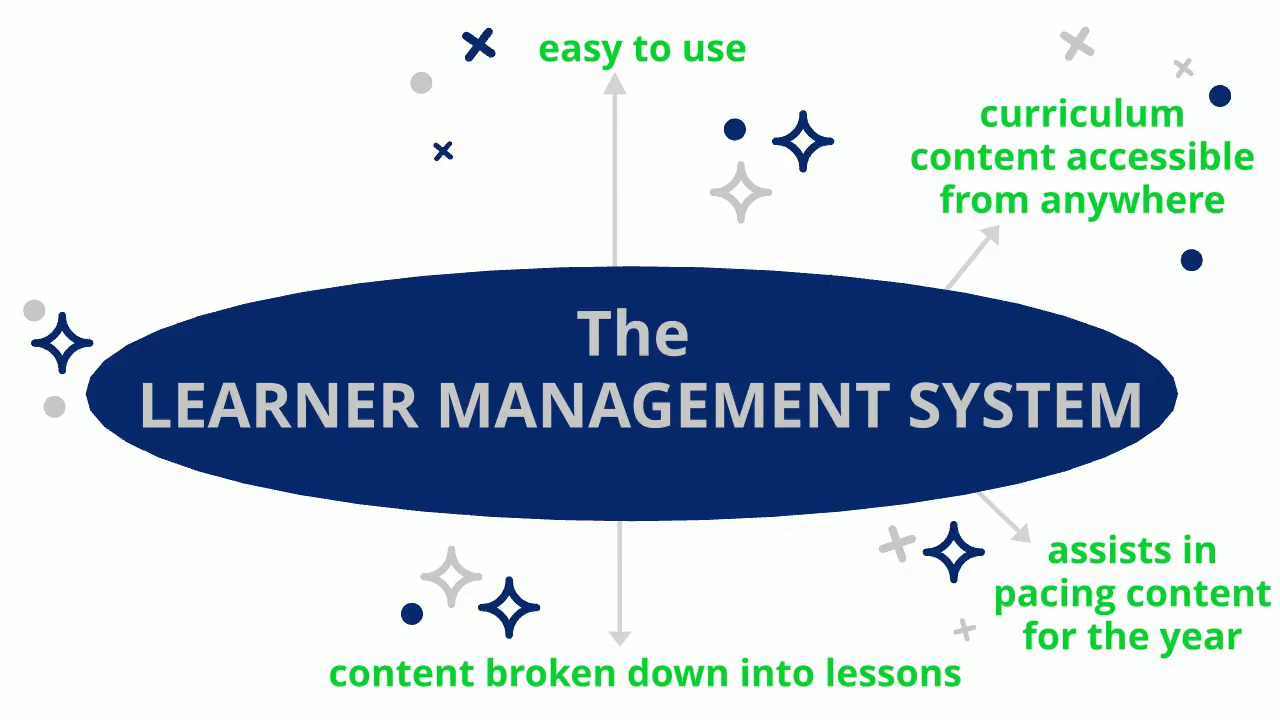 easy to use
curriculum
content accessible
from anywhere
The
LEARNER MANAGEMENT SYSTEM
assists in
pacing content
for the year
content broken down into lessons